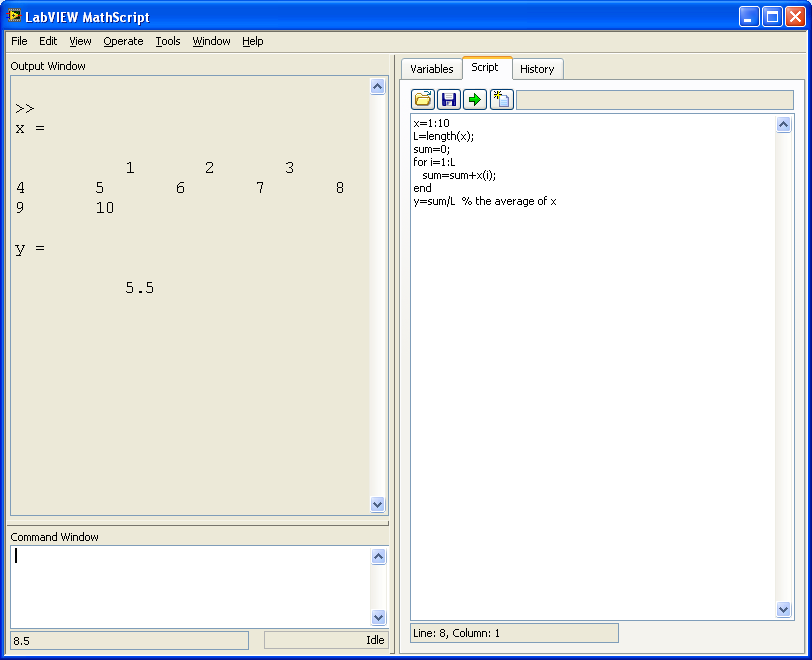 LabVIEW MathScript
File Edit View Operate Tools Window Help
Output Window
>>
x =
1 2 3
4 5 6 7 8
9 10
y =
5.5
Command Window
8.5
Idle
Variables Script History
x=1:10
L=length(x);
sum=0;
for i=1:L
sum=sum+x(i);
end
y=sum/L % the average of x
Line: 8, Column: 1